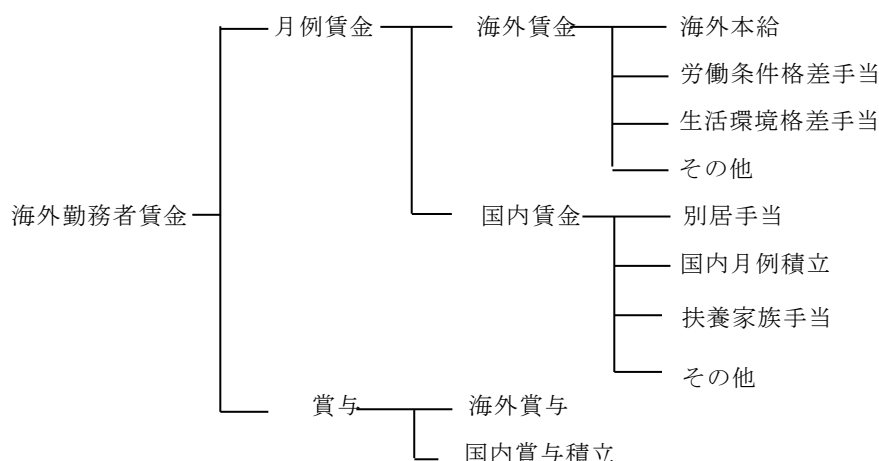 月例賃金
海外賃金
海外本給
労働条件格差手当
生活環境格差手当
その他
海外勤務者賃金
国内賃金
別居手当
国内月例積立
扶養家族手当
その他
賞与
海外賞与
国内賞与積立